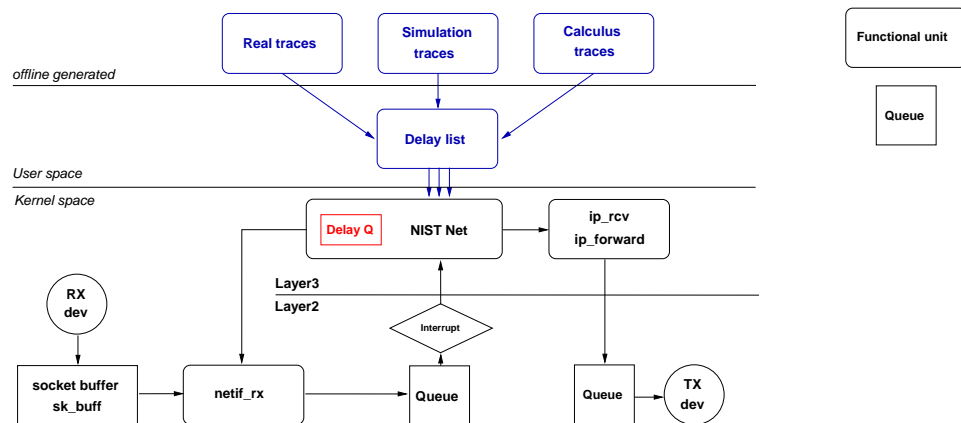 Real traces
Simulation
traces
Calculus
traces
Functional unit
offline generated
Queue
Delay list
User space
Kernel space
Delay Q
NIST Net
ip_rcv
ip_forward
Layer3
Layer2
RX
dev
Interrupt
socket buffer
sk_buff
netif_rx
Queue
Queue
TX
dev